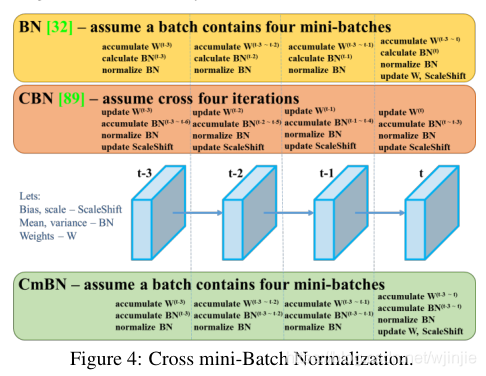 BN [32] – assume a batch contains four mini-batches
accumulate W(t-3)
calculate BN(t-3)
normalize BN
accumulate W(t-3 ~ t-2)
calculate BN(t-2)
normalize BN
accumulate W(t-3 ~ t-1)
calculate BN(t-1)
normalize BN
accumulate W(t-3 ~ t)
calculate BN(t)
normalize BN
update W, ScaleShift
CBN [89] – assume cross four iterations
update W(t-3)
accumulate BN(t-3 ~ t-6)
normalize BN
update ScaleShift
update W(t-2)
accumulate BN(t-2 ~ t-5)
normalize BN
update ScaleShift
update W(t-1)
accumulate BN(t-1 ~ t-4)
normalize BN
update ScaleShift
update W(t)
accumulate BN(t ~ t-3)
normalize BN
update ScaleShift
t-3
t-2
t-1
t
Lets:
Bias, scale – ScaleShift
Mean, variance – BN
Weights – W
CmBN – assume a batch contains four mini-batches
accumulate W(t-3)
accumulate BN(t-3)
normalize BN
accumulate W(t-3 ~ t-2)
accumulate BN(t-3 ~ t-2)
normalize BN
accumulate W(t-3 ~ t-1)
accumulate BN(t-3 ~ t-1)
normalize BN
accumulate W(t-3 ~ t)
accumulate BN(t-3 ~ t)
normalize BN
update W, ScaleShift
Figure 4: Cross mini-Batch Normalization.
net/wjinjie